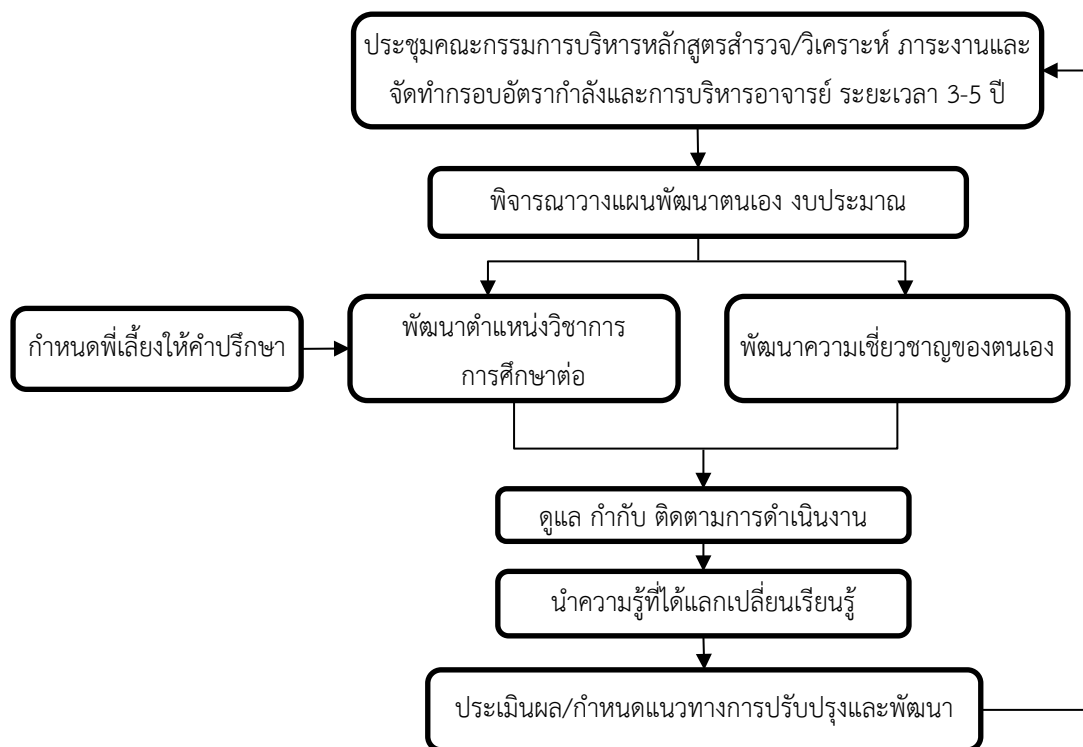 ประชุมคณะกรรมการบริหารหลักสูตรสำรวจ/วิเคราะห์ ภาระงานและ
จัดทำกรอบอัตรากำลังและการบริหารอาจารย์ ระยะเวลา 3-5 ปี
พิจารณาวางแผนพัฒนาตนเอง งบประมาณ
กำหนดพี่เลี้ยงให้คำปรึกษา
พัฒนาตำแหน่งวิชาการ
การศึกษาต่อ
พัฒนาความเชี่ยวชาญของตนเอง
ดูแล กำกับ ติดตามการดำเนินงาน
นำความรู้ที่ได้แลกเปลี่ยนเรียนรู้
ประเมินผล/กำหนดแนวทางการปรับปรุงและพัฒนา